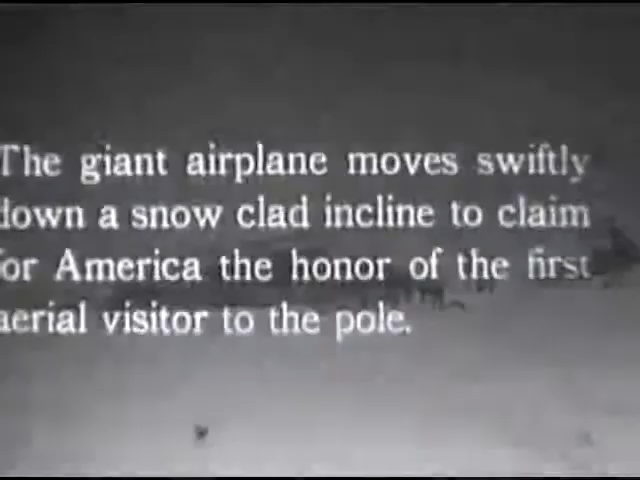 The giant airplane moves swiftly
down a snow clad incline to claim
for America the honor of the first
aerial visitor to the pole.